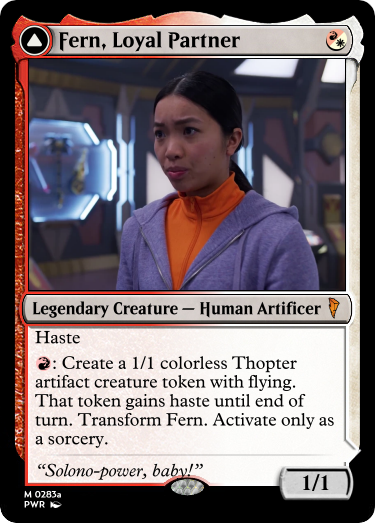 Fern, Loyal Partner
Legendary Creature — Human Artificer
Haste
: Create a 1/1 colorless Thopter
artifact creature token with flying.
That token gains haste until end of
turn. Transform Fern. Activate only as
a sorcery.
“Solono-power, baby!”
1/1
M 0283a
PWR